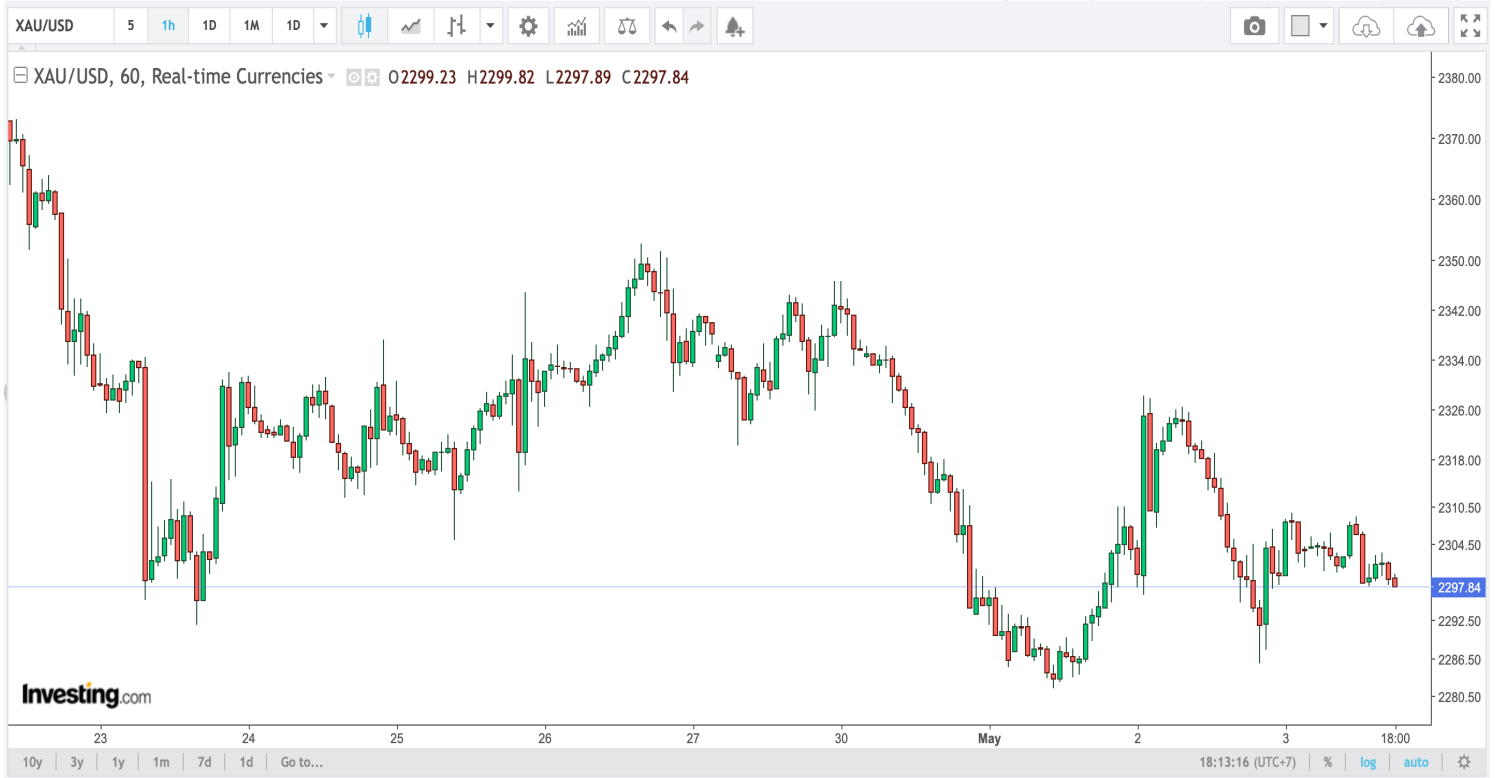 XAU/USD 5 1h 1D 1M 1D
XAU/USD, 60, Real-time Currencies O2299.23 H2299.82 L2297.89 C2297.84
2380.00
2370.00
2360.00
2350.00
2342.00
2334.00
2326.00
2318.00
2310.50
2304.50
2297.84
2292.50
2286.50
2280.50
Investing.com
23 24 25 26 27 30 May 2 3 18:00
10y 3y 1y 1m 7d 1d Go to... 18:13:16 (UTC+7) % log auto